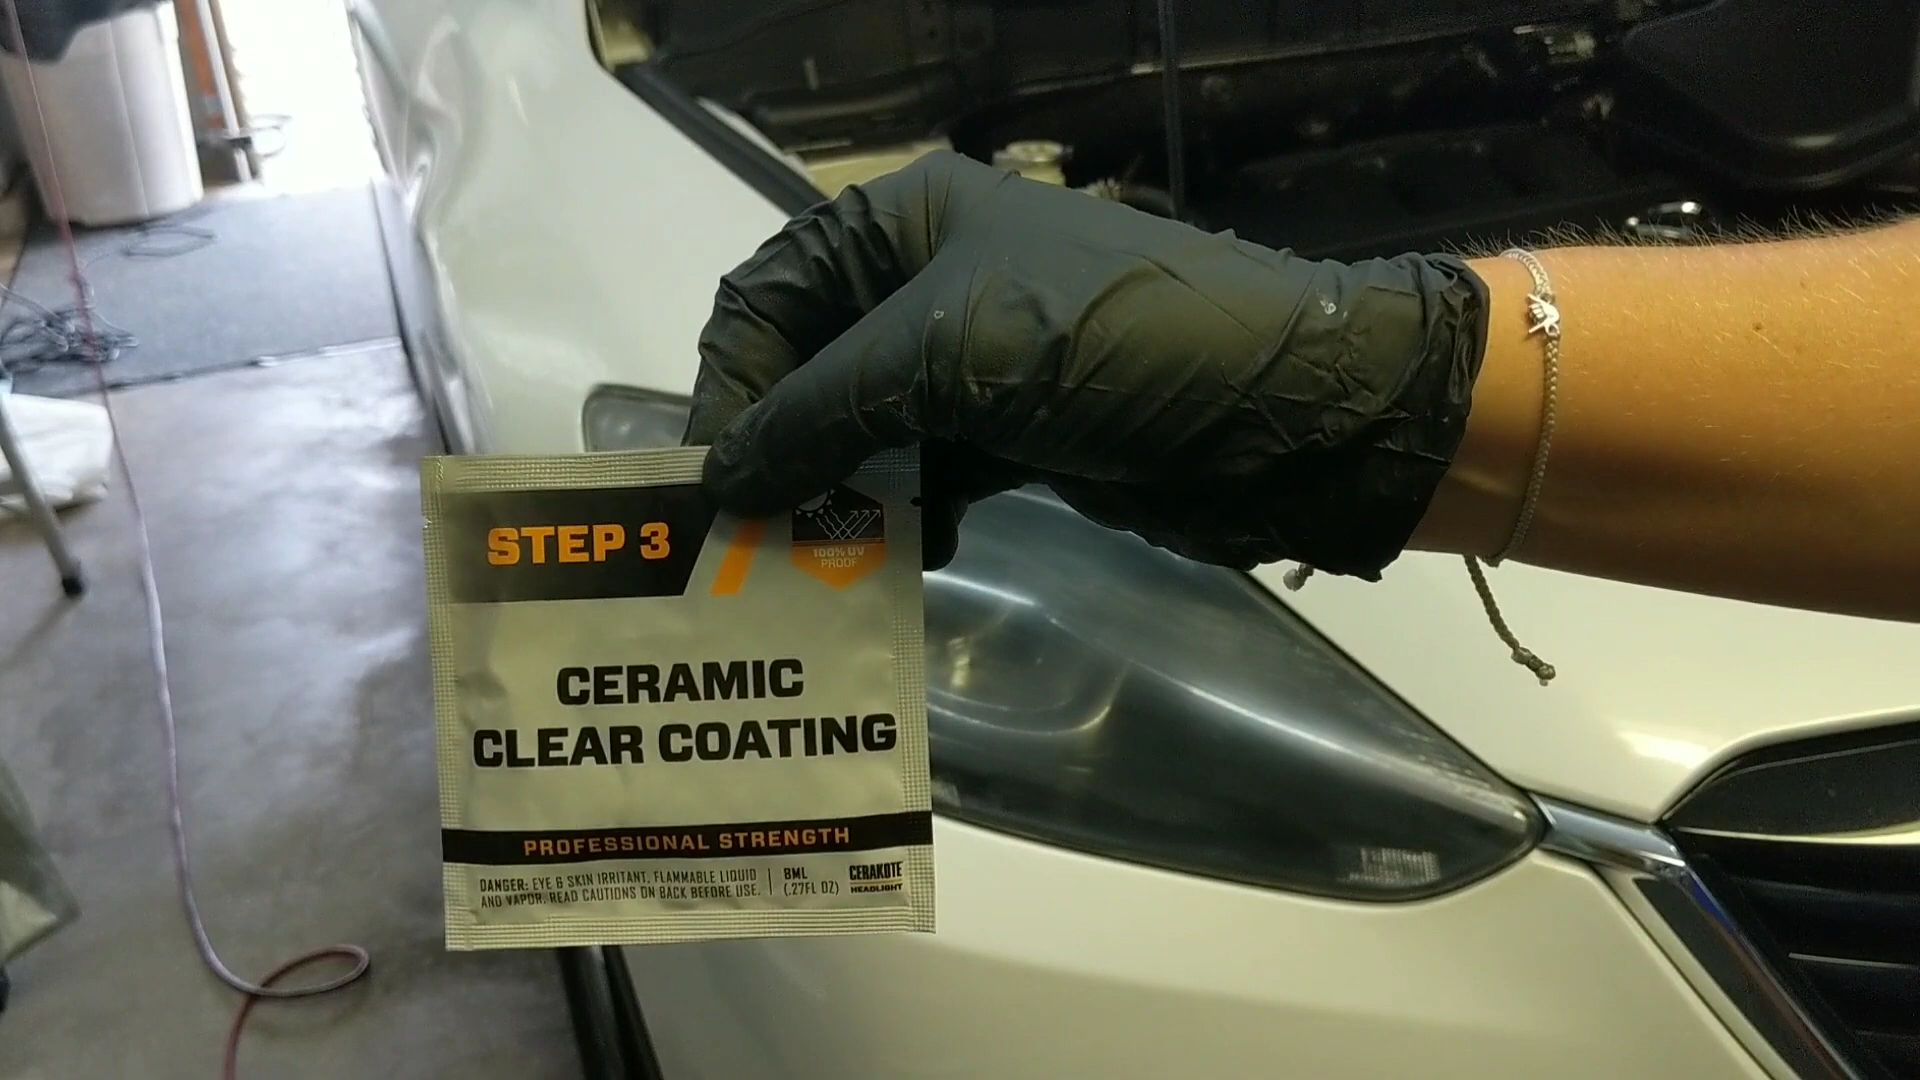 STEP 3
100% UV
PROOF
CERAMIC
CLEAR COATING
PROFESSIONAL STRENGTH
DANGER: EYE & SKIN IRRITANT. FLAMMABLE LIQUID
AND VAPOR. READ CAUTIONS ON BACK BEFORE USE.
8ML
(.27FL OZ)
CERAKOTE
HEADLIGHT